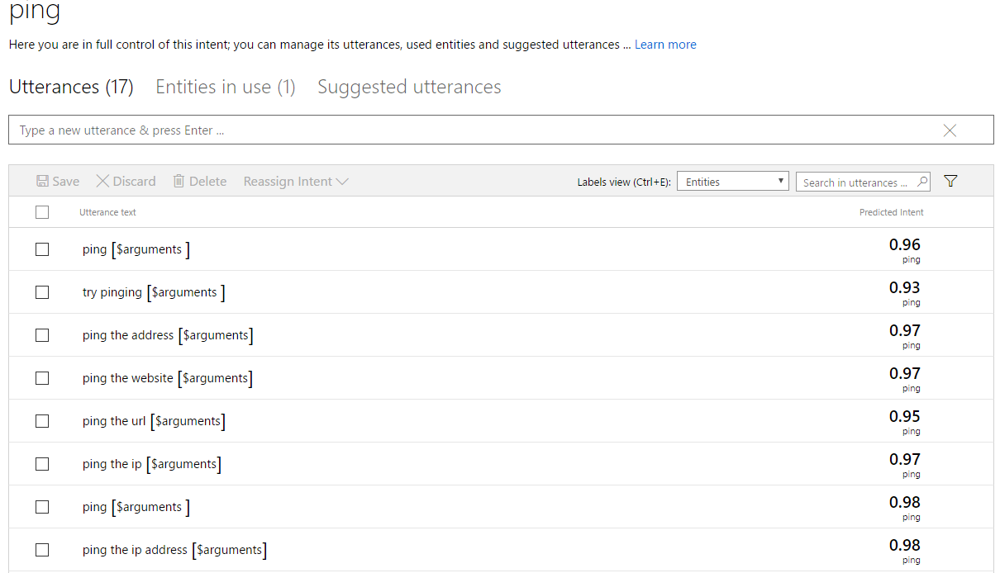 ping
Here you are in full control of this intent; you can manage its utterances, used entities and suggested utterances ... Learn more
Utterances (17) Entities in use (1) Suggested utterances
Type a new utterance & press Enter ...
Save Discard Delete Reassign Intent Labels view (Ctrl+E): Entities Search in utterances ...
Utterance text Predicted Intent
ping [$arguments ] 0.96
ping
try pinging [$arguments ] 0.93
ping
ping the address [$arguments] 0.97
ping
ping the website [$arguments] 0.97
ping
ping the url [$arguments] 0.95
ping
ping the ip [$arguments] 0.97
ping
ping [$arguments ] 0.98
ping
ping the ip address [$arguments] 0.98
ping